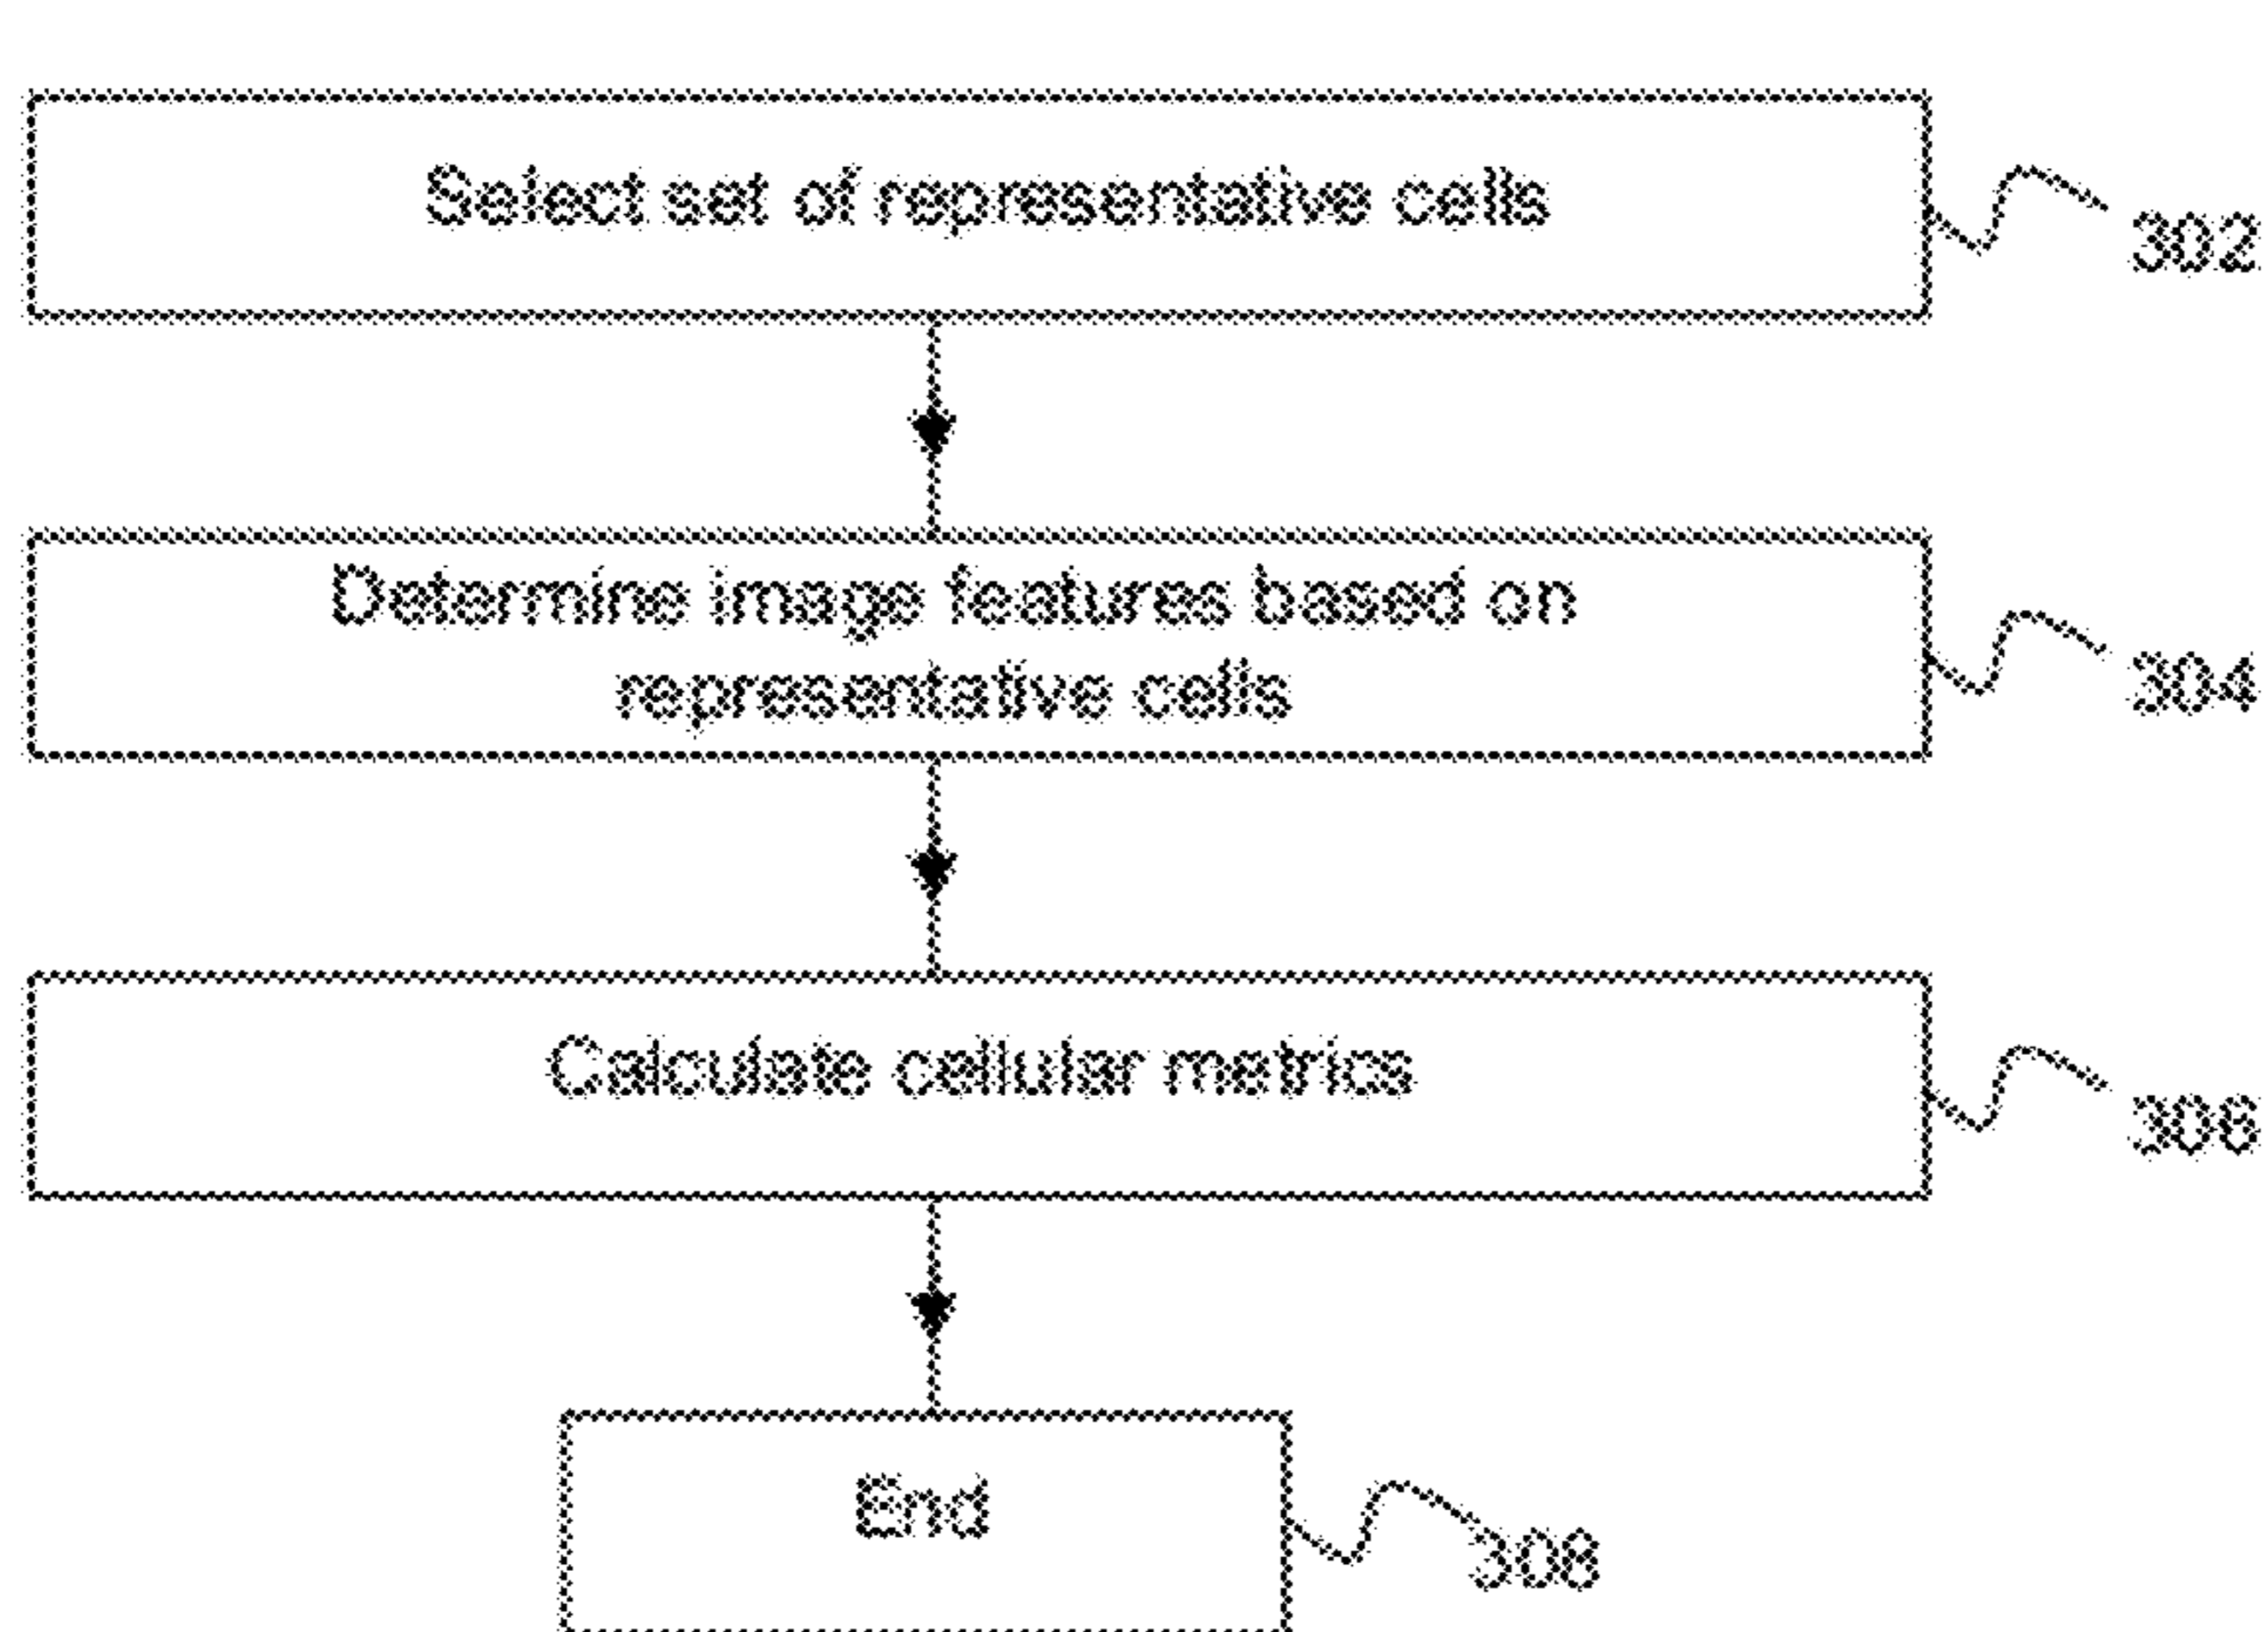 Select set of representative cells
302
Determine image features based on
representative cells
304
Calculate cellular metrics
306
End
308